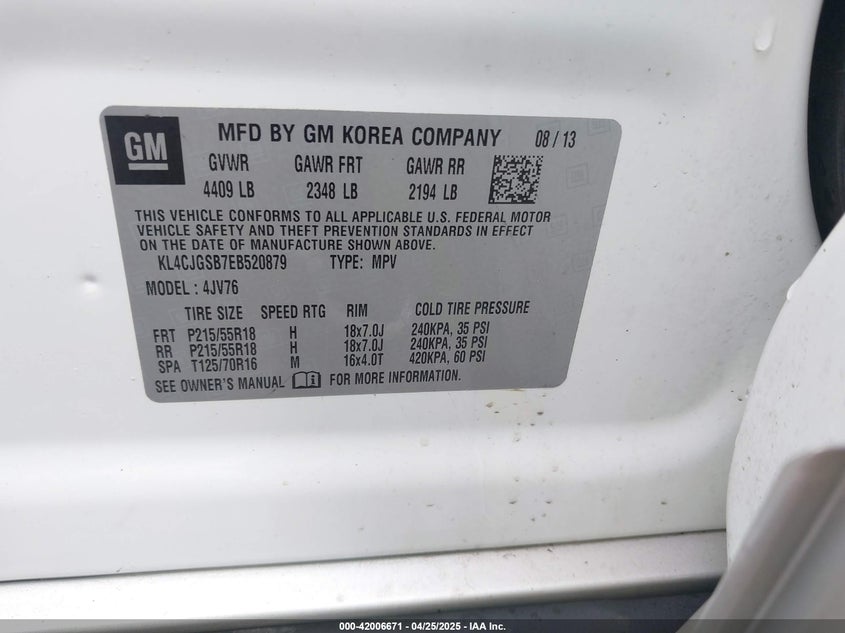 GM
MFD BY GM KOREA COMPANY 08 / 13
GVWR GAWR FRT GAWR RR
4409 LB 2348 LB 2194 LB
THIS VEHICLE CONFORMS TO ALL APPLICABLE U.S. FEDERAL MOTOR
VEHICLE SAFETY AND THEFT PREVENTION STANDARDS IN EFFECT
ON THE DATE OF MANUFACTURE SHOWN ABOVE.
KL4CJGSB7EB520879 TYPE: MPV
MODEL : 4JV76
TIRE SIZE SPEED RTG RIM COLD TIRE PRESSURE
FRT P215/55R18 H 18x7.0J 240KPA, 35 PSI
RR P215/55R18 H 18x7.0J 240KPA, 35 PSI
SPA T125/70R16 M 16x4.0T 420KPA, 60 PSI
SEE OWNER'S MANUAL FOR MORE INFORMATION.
000-42006671 | 04/25/2025 - IAA Inc.